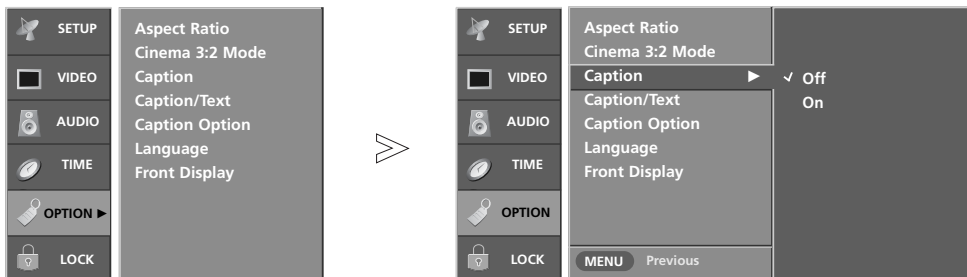 SETUP
VIDEO
AUDIO
TIME
OPTION
LOCK
Aspect Ratio
Cinema 3:2 Mode
Caption
Caption/Text
Caption Option
Language
Front Display
SETUP
VIDEO
AUDIO
TIME
OPTION
LOCK
Aspect Ratio
Cinema 3:2 Mode
Caption
Caption/Text
Caption Option
Language
Front Display
MENU Previous
Off
On